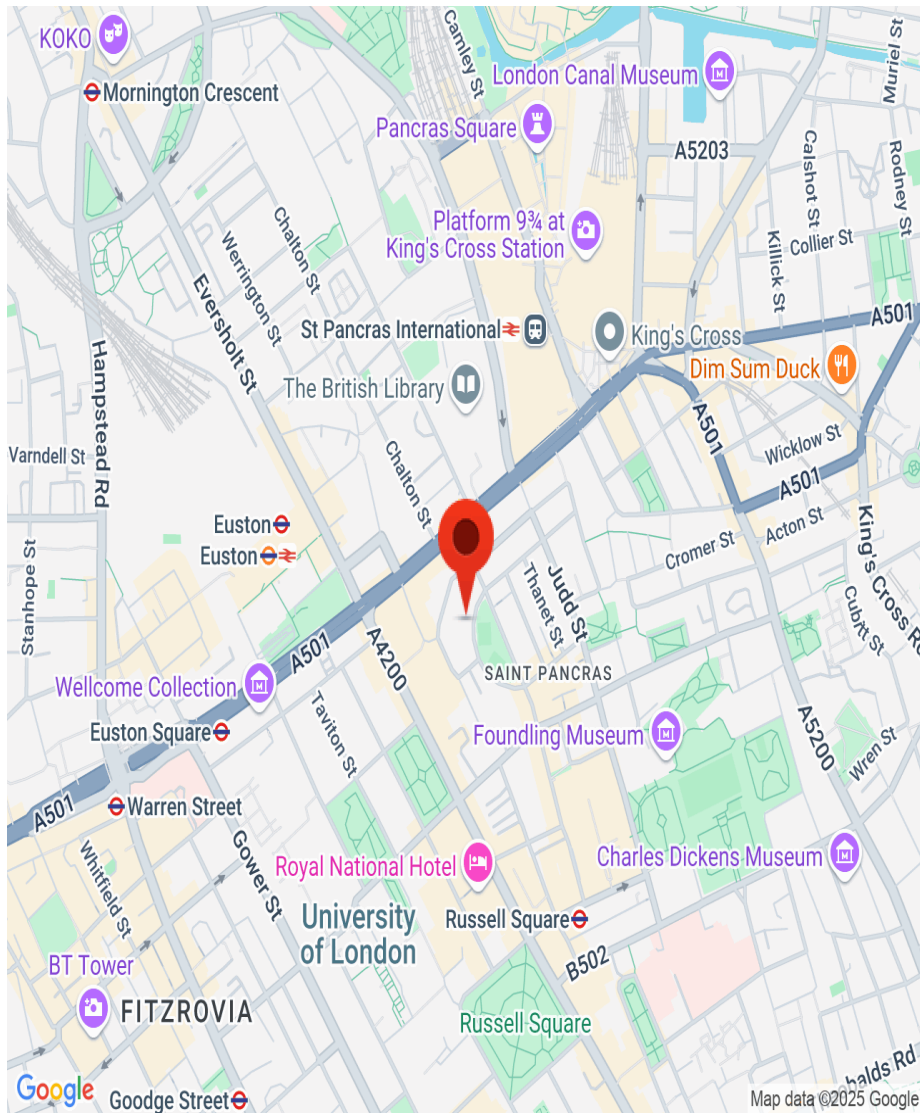 KOKO
Mornington Crescent
Camley St
London Canal Museum
Muriel St
Pancras Square
A5203
Calshot St
Rodney St
Chalton St
Platform 9¾ at
King's Cross Station
Killick St
Collier St
Werrington St
Eversholt St
St Pancras International
King's Cross
A501
Dim Sum Duck
The British Library
Hampstead Rd
A501
Wicklow St
Varndell St
Chalton St
A501
Euston
Euston
Acton St
Cromer St
King's Cross R
Stanhope St
Judd St
Thanet St
Cubitt St
A501
A4200
SAINT PANCRAS
Wellcome Collection
Taviton St
Euston Square
Foundling Museum
A5200
Wren St
A501
Warren Street
Whitfield St
Gower St
Royal National Hotel
Charles Dickens Museum
University
of London
Russell Square
B502
BT Tower
FITZROVIA
Russell Square
Google
Goodge Street
balds Rd
Map data ©2025 Google